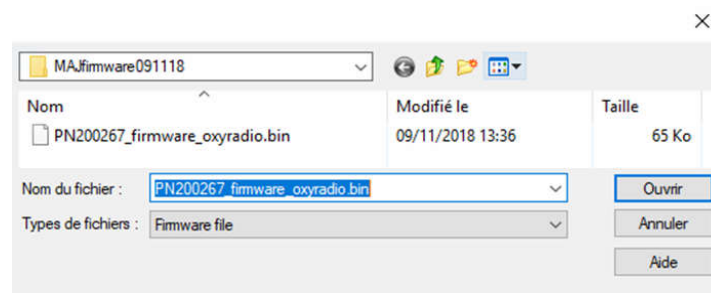 MAJfirmware091118
Nom Modifié le Taille
PN200267_firmware_oxyradio.bin 09/11/2018 13:36 65 Ko
Nom du fichier : PN200267_firmware_oxyradio.bin Ouvrir
Types de fichiers : Firmware file Annuler
Aide